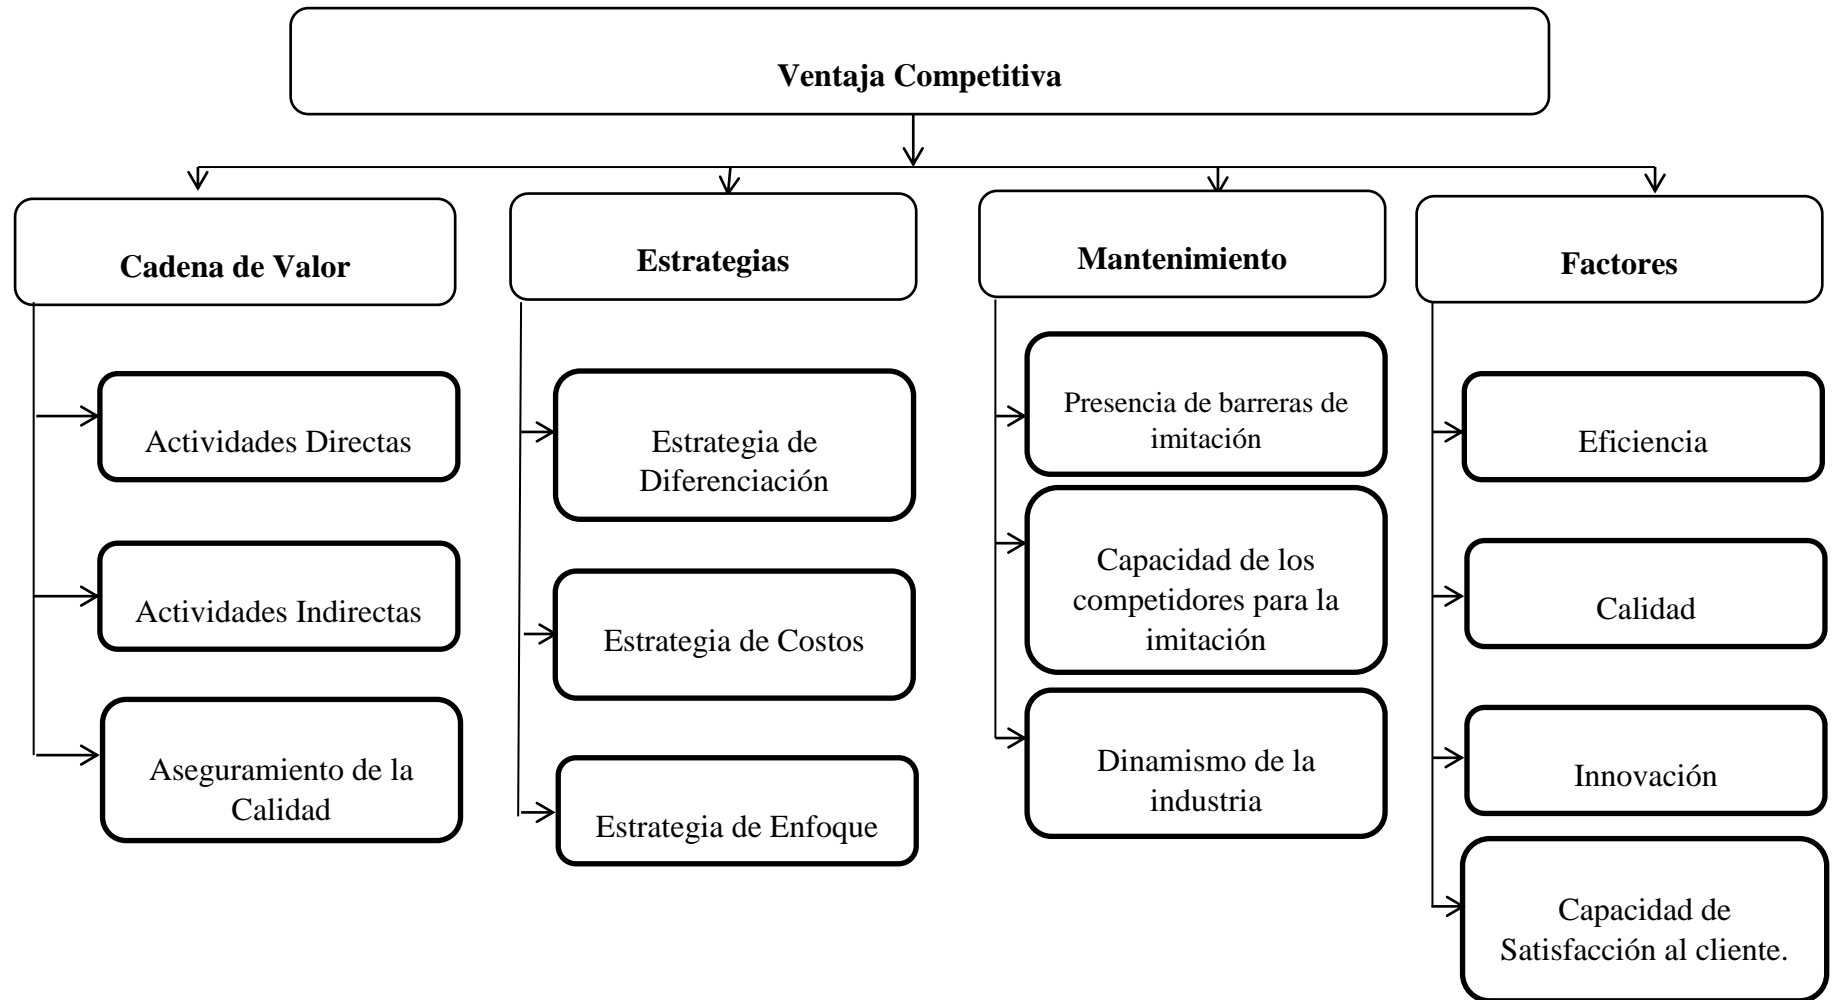 Ventaja Competitiva
Cadena de Valor
Actividades Directas
Actividades Indirectas
Aseguramiento de la
Calidad
Estrategias
Estrategia de
Diferenciación
Estrategia de Costos
Estrategia de Enfoque
Mantenimiento
Presencia de barreras de
imitación
Capacidad de los
competidores para la
imitación
Dinamismo de la
industria
Factores
Eficiencia
Calidad
Innovación
Capacidad de
Satisfacción al cliente.